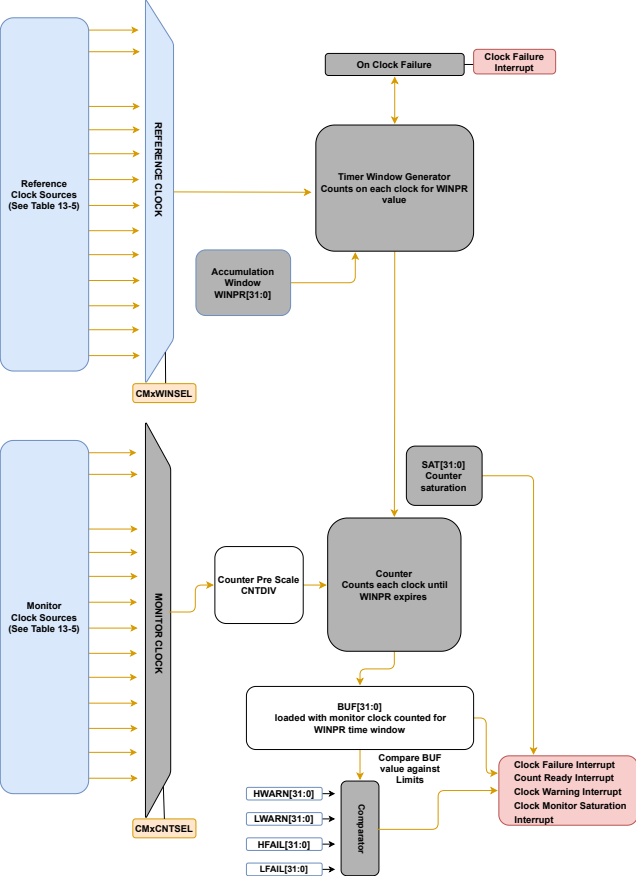 On Clock Failure
Clock Failure
Interrupt
REFERENCE CLOCK
Timer Window Generator
Counts on each clock for WINPR
value
Reference
Clock Sources
(See Table 13-5)
Accumulation
Window
WINPR[31:0]
CMxWINSEL
SAT[31:0]
Counter
saturation
Counter Pre Scale
CNTDIV
Counter
Counts each clock until
WINPR expires
Monitor
Clock Sources
(See Table 13-5)
MONITOR CLOCK
BUF[31:0]
loaded with monitor clock counted for
WINPR time window
Compare BUF
value against
Limits
Clock Failure Interrupt
Count Ready Interrupt
Clock Warning Interrupt
Clock Monitor Saturation
Interrupt
HWARN[31:0]
LWARN[31:0]
HFAIL[31:0]
LFAIL[31:0]
Comparator
CMxCNTSEL